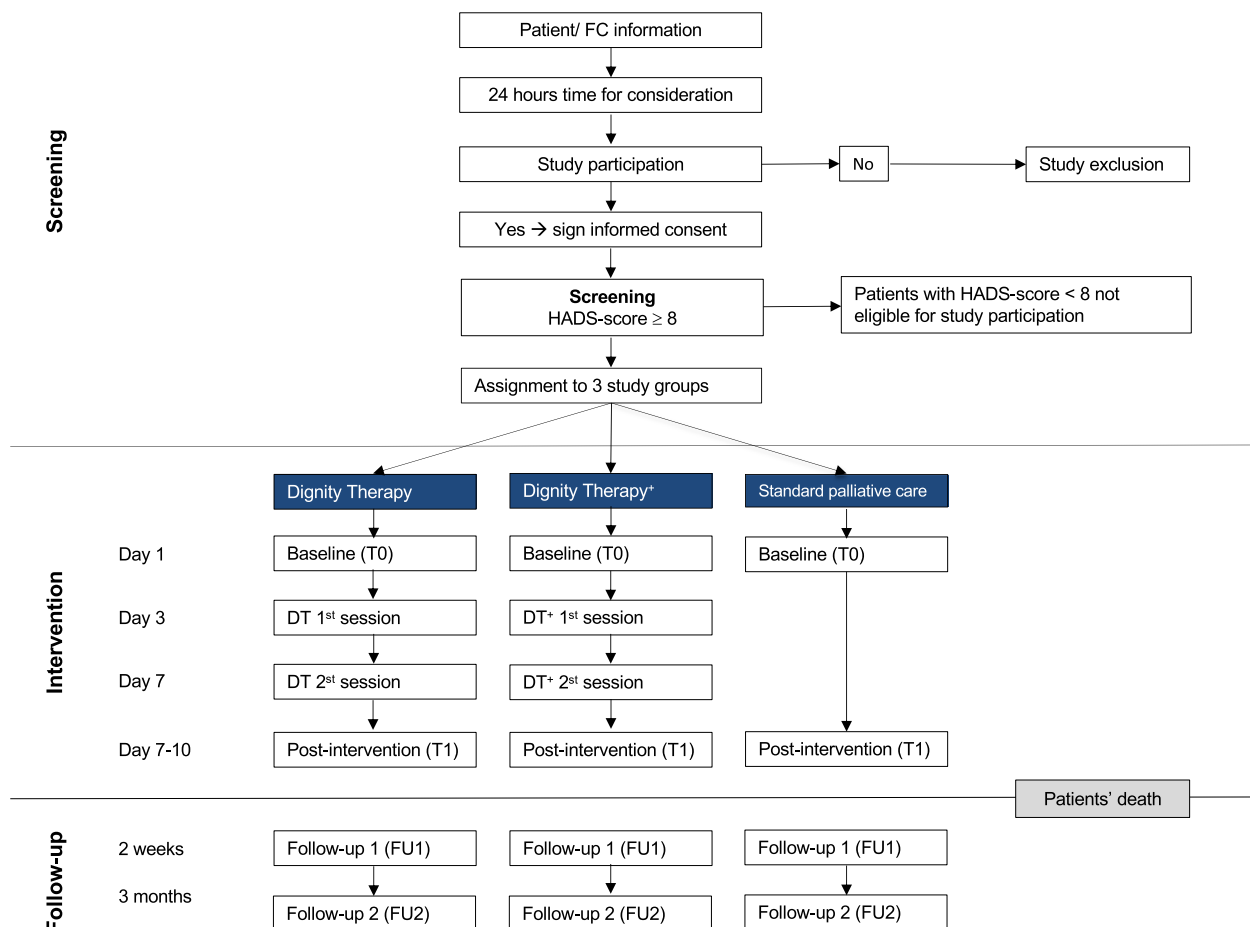 Patient/ FC information
24 hours time for consideration
Study participation
No
Study exclusion
Yes → sign informed consent
Screening
HADS-score ≥ 8
Patients with HADS-score < 8 not
eligible for study participation
Assignment to 3 study groups
Screening
Dignity Therapy
Dignity Therapy⁺
Standard palliative care
Intervention
Day 1
Baseline (T0)
Baseline (T0)
Baseline (T0)
Day 3
DT 1ˢᵗ session
DT⁺ 1ˢᵗ session
Day 7
DT 2ˢᵗ session
DT⁺ 2ˢᵗ session
Day 7-10
Post-intervention (T1)
Post-intervention (T1)
Post-intervention (T1)
Patients’ death
Follow-up
2 weeks
Follow-up 1 (FU1)
Follow-up 1 (FU1)
Follow-up 1 (FU1)
3 months
Follow-up 2 (FU2)
Follow-up 2 (FU2)
Follow-up 2 (FU2)